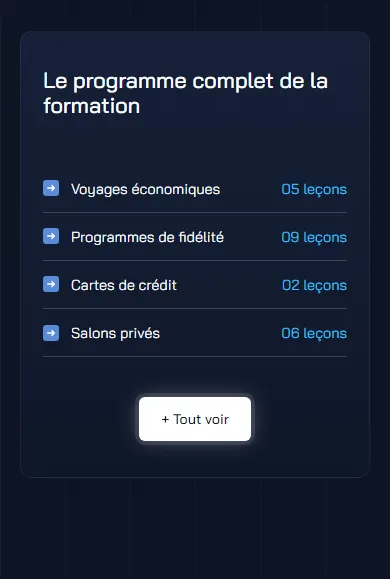 Le programme complet de la
formation
Voyages économiques 05 leçons
Programmes de fidélité 09 leçons
Cartes de crédit 02 leçons
Salons privés 06 leçons
+ Tout voir